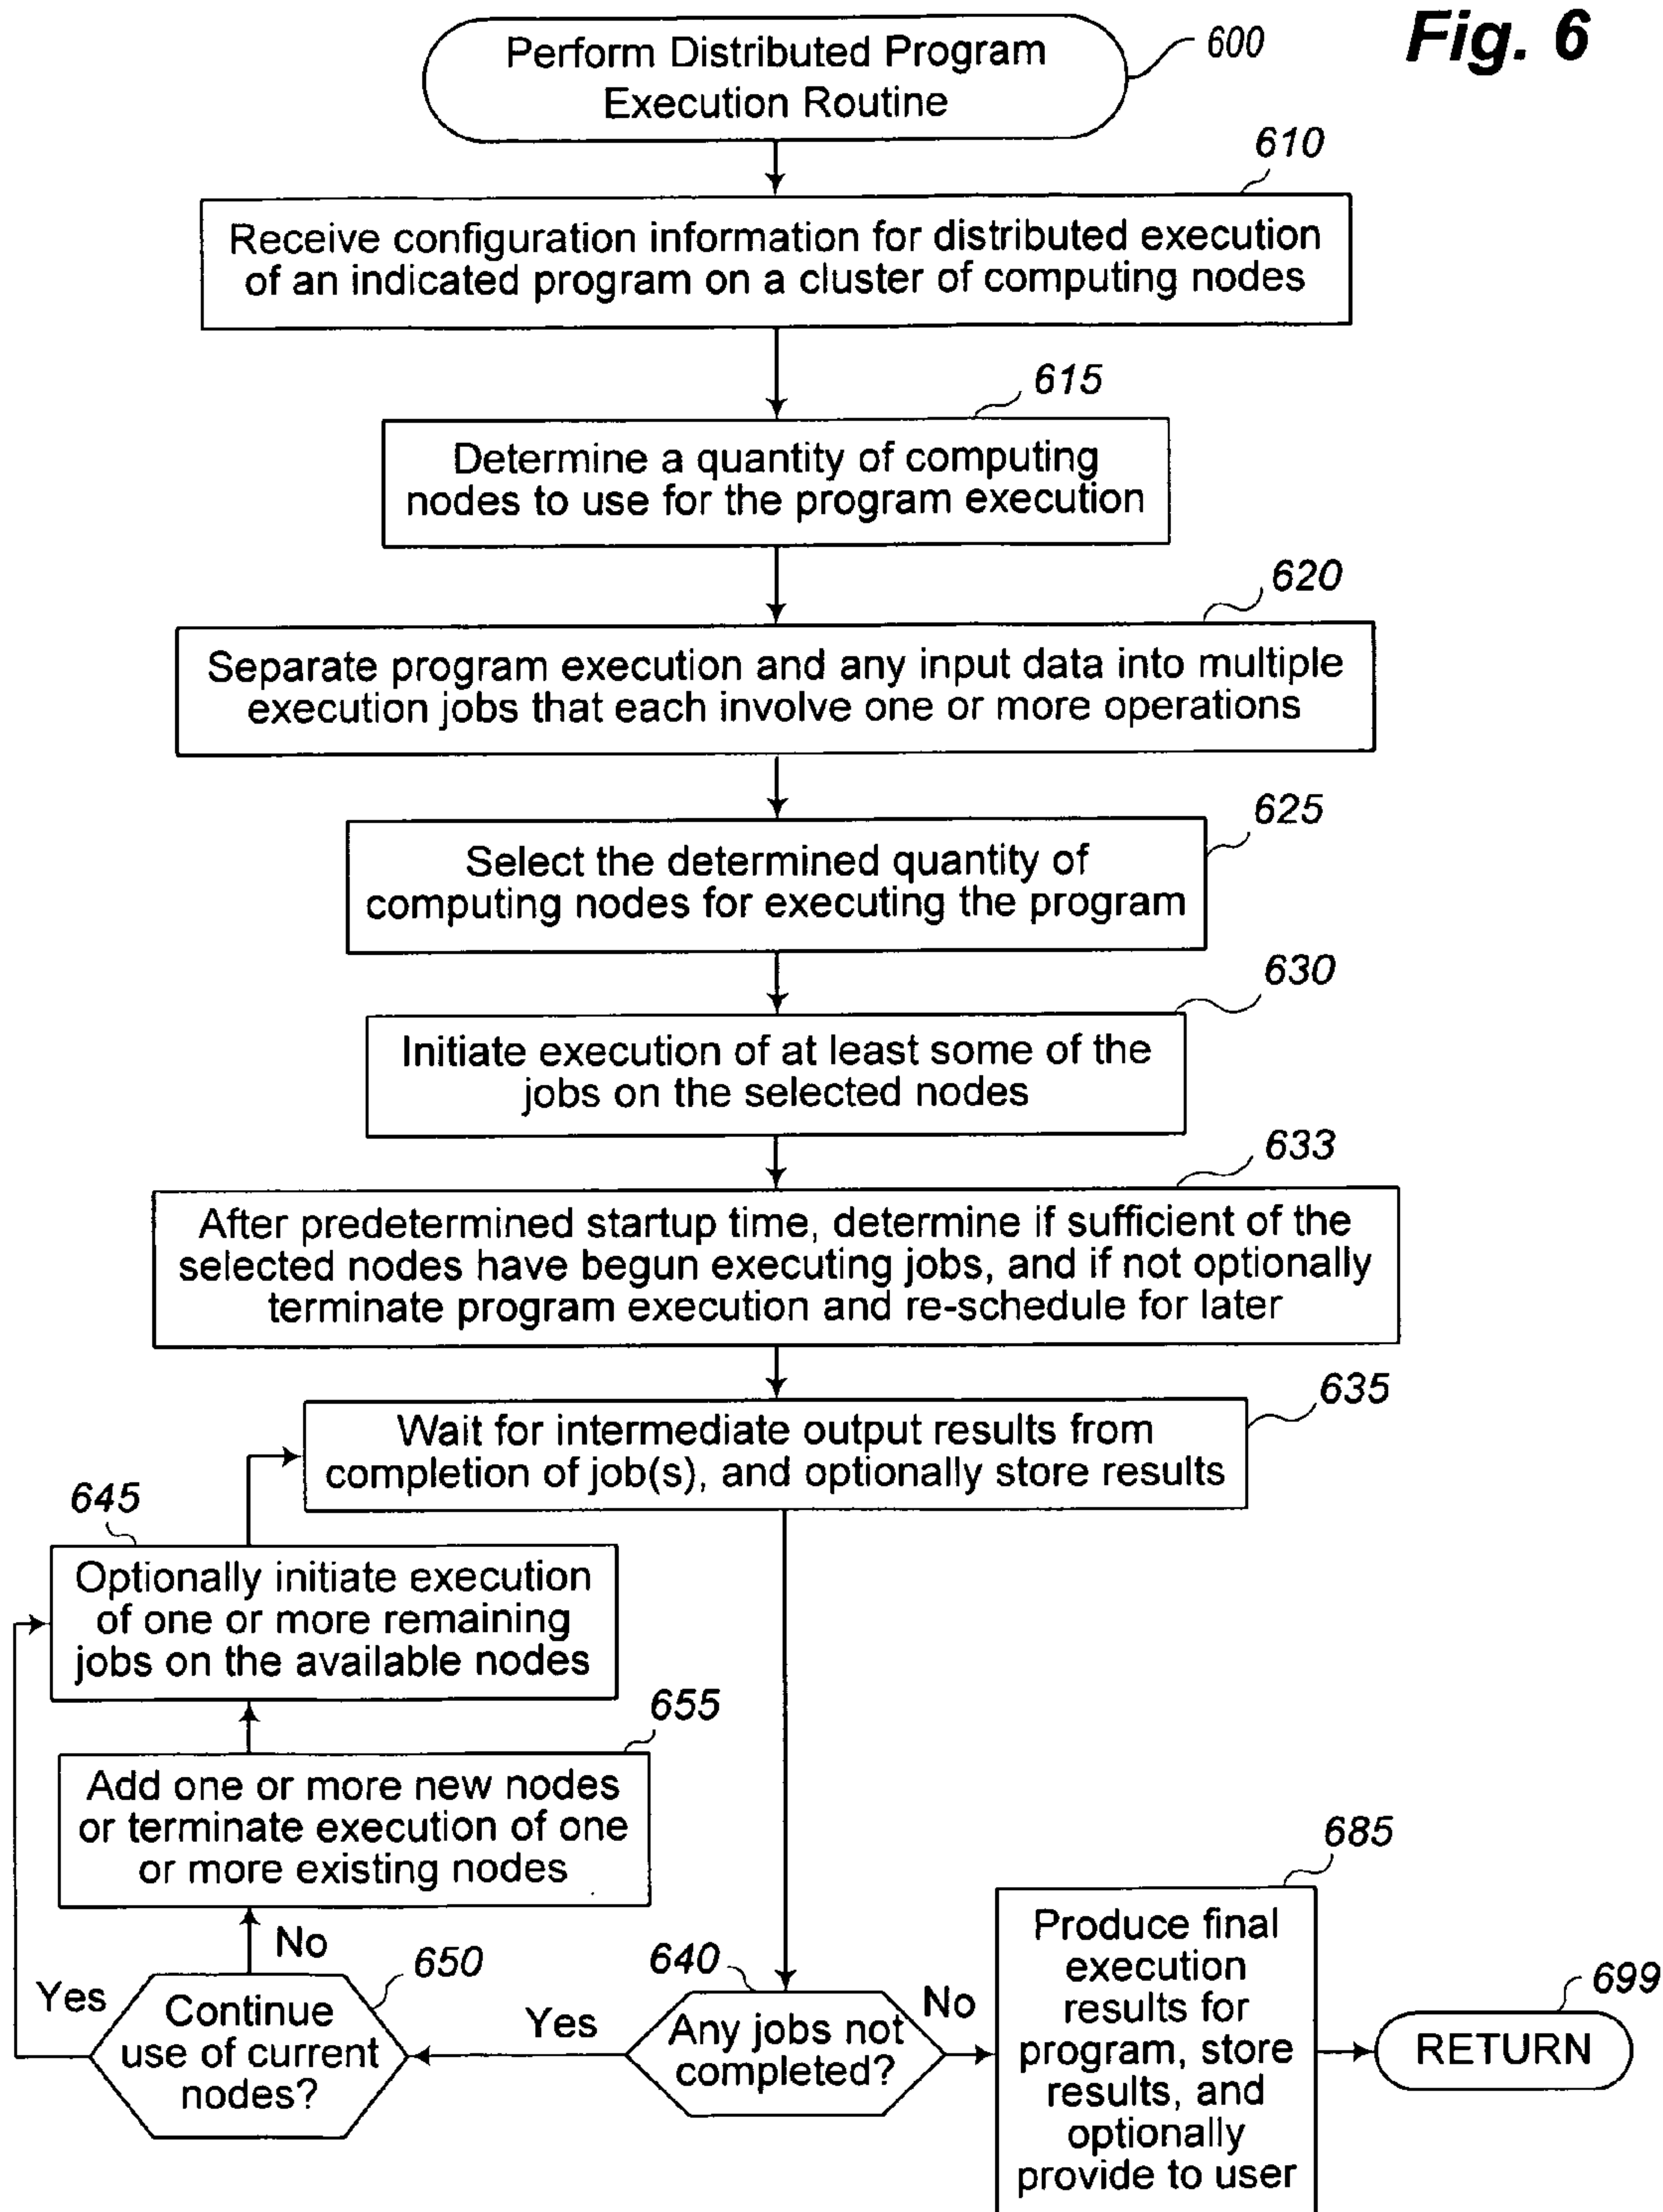 Fig. 6
Perform Distributed Program
Execution Routine
600
610
Receive configuration information for distributed execution
of an indicated program on a cluster of computing nodes
615
Determine a quantity of computing
nodes to use for the program execution
620
Separate program execution and any input data into multiple
execution jobs that each involve one or more operations
625
Select the determined quantity of
computing nodes for executing the program
630
Initiate execution of at least some of the
jobs on the selected nodes
633
After predetermined startup time, determine if sufficient of the
selected nodes have begun executing jobs, and if not optionally
terminate program execution and re-schedule for later
635
Wait for intermediate output results from
completion of job(s), and optionally store results
645
Optionally initiate execution
of one or more remaining
jobs on the available nodes
655
Add one or more new nodes
or terminate execution of one
or more existing nodes
No
Yes
650
Continue
use of current
nodes?
Yes
640
Any jobs not
completed?
No
685
Produce final
execution
results for
program, store
results, and
optionally
provide to user
699
RETURN